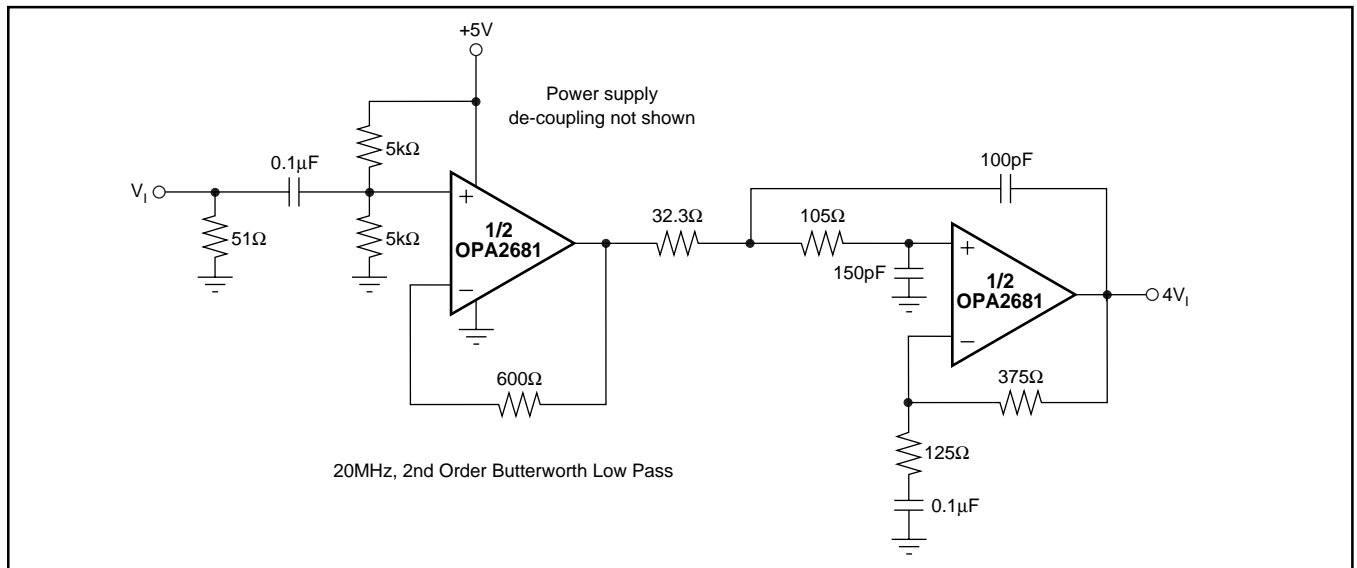 +5V
Power supply
de-coupling not shown
5kΩ
0.1µF
V_I
51Ω
5kΩ
+
1/2
OPA2681
−
600Ω
32.3Ω
105Ω
100pF
150pF
+
1/2
OPA2681
−
4V_I
375Ω
125Ω
0.1µF
20MHz, 2nd Order Butterworth Low Pass